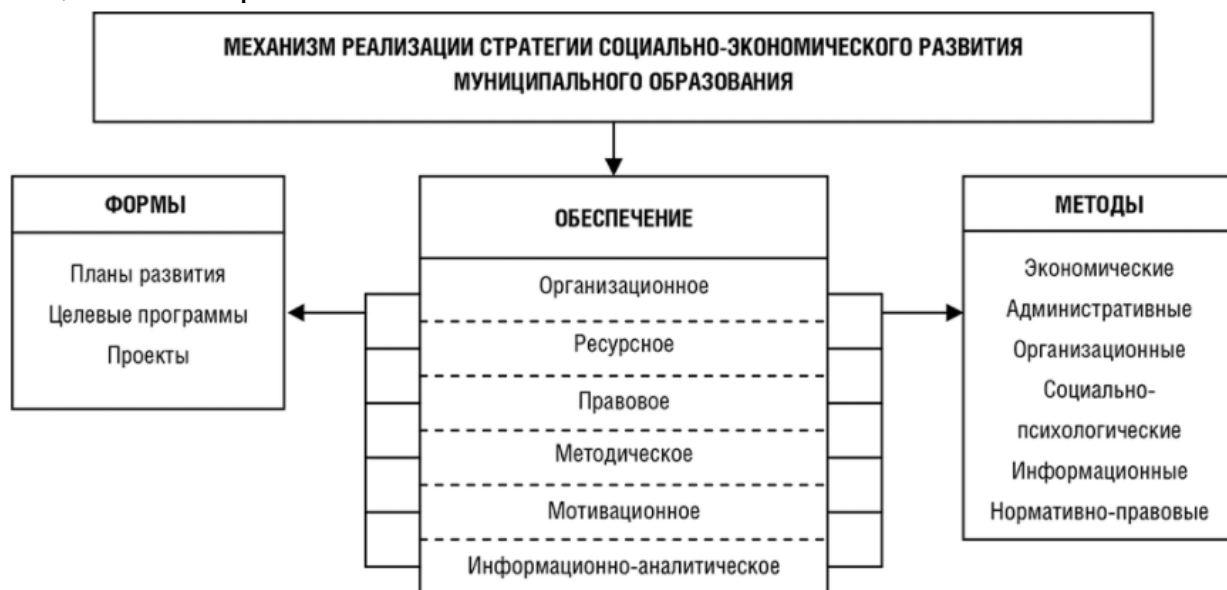 МЕХАНИЗМ РЕАЛИЗАЦИИ СТРАТЕГИИ СОЦИАЛЬНО-ЭКОНОМИЧЕСКОГО РАЗВИТИЯ
МУНИЦИПАЛЬНОГО ОБРАЗОВАНИЯ
ФОРМЫ
Планы развития
Целевые программы
Проекты
ОБЕСПЕЧЕНИЕ
Организационное
Ресурсное
Правовое
Методическое
Мотивационное
Информационно-аналитическое
МЕТОДЫ
Экономические
Административные
Организационные
Социально-
психологические
Информационные
Нормативно-правовые